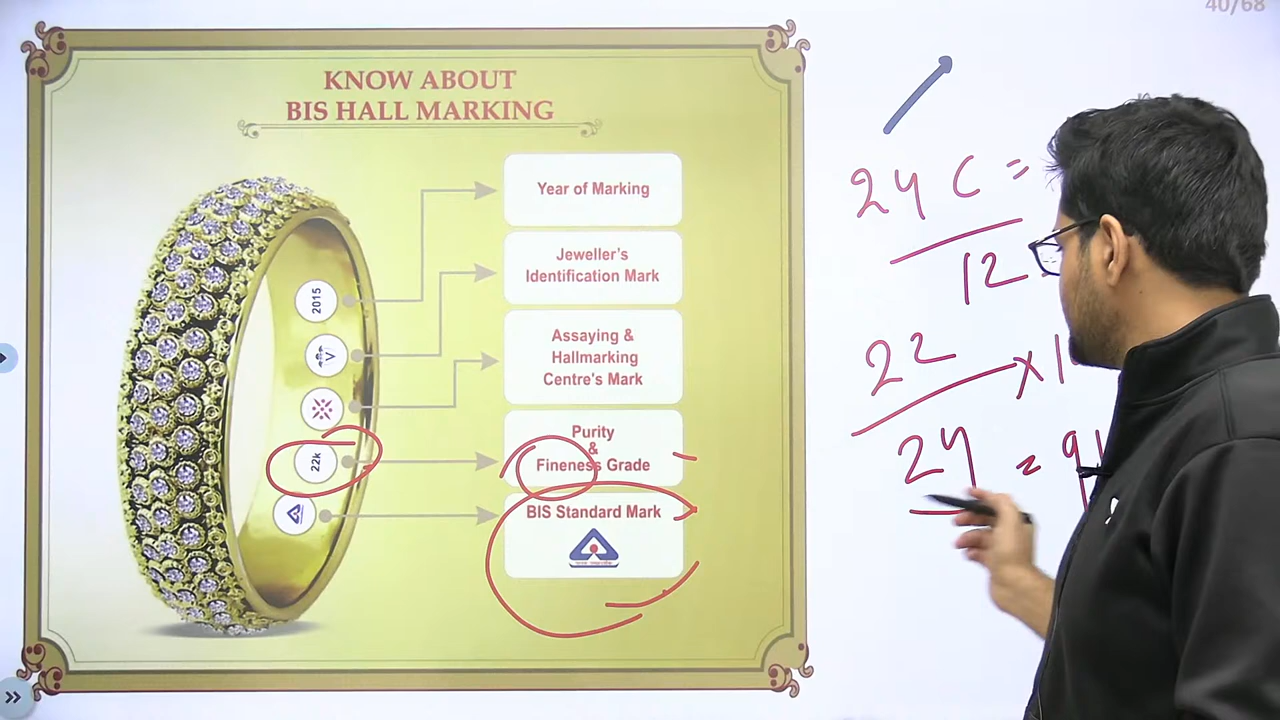 40/68
KNOW ABOUT
BIS HALL MARKING
Year of Marking
Jeweller's
Identification Mark
Assaying &
Hallmarking
Centre's Mark
Purity
&
Fineness Grade
BIS Standard Mark
2015
V
22k
24 C =
12
22
24